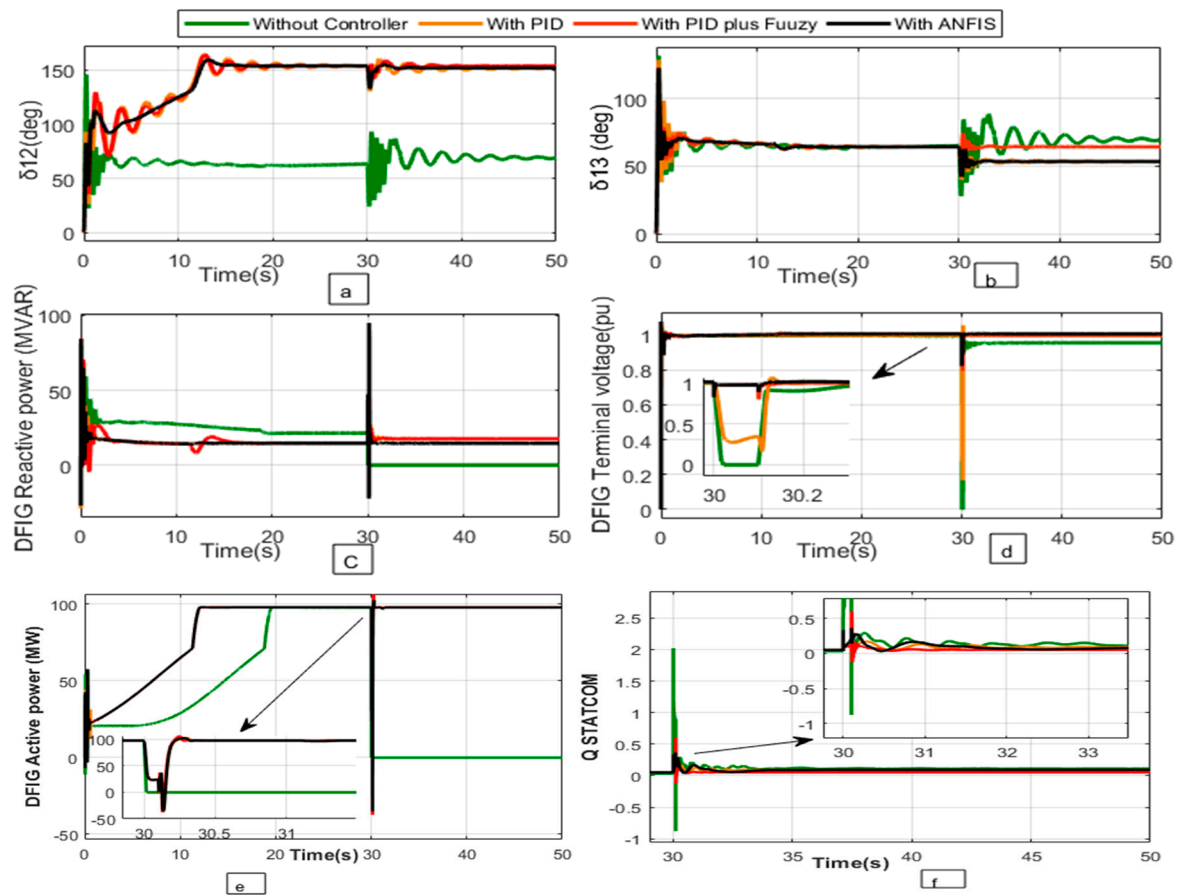 Without Controller With PID With PID plus Fuuzy With ANFIS
δ12(deg)
150
100
50
0
0 10 20 30 40 50
Time(s)
a
δ13 (deg)
100
50
0
0 10 20 30 40 50
Time(s)
b
DFIG Reactive power (MVAR)
100
50
0
0 10 20 30 40 50
Time(s)
C
DFIG Terminal voltage(pu)
1
0.8
0.6
0.4
0.2
0
1
0.5
0
30 30.2
0 10 20 30 40 50
Time(s)
d
DFIG Active power (MW)
100
50
0
-50
100
50
0
-50
30 30.5 31
0 10 20 30 40 50
Time(s)
e
Q STATCOM
2.5
2
1.5
1
0.5
0
-0.5
-1
0.5
0
-0.5
-1
30 31 32 33
30 35 40 45 50
Time(s)
f